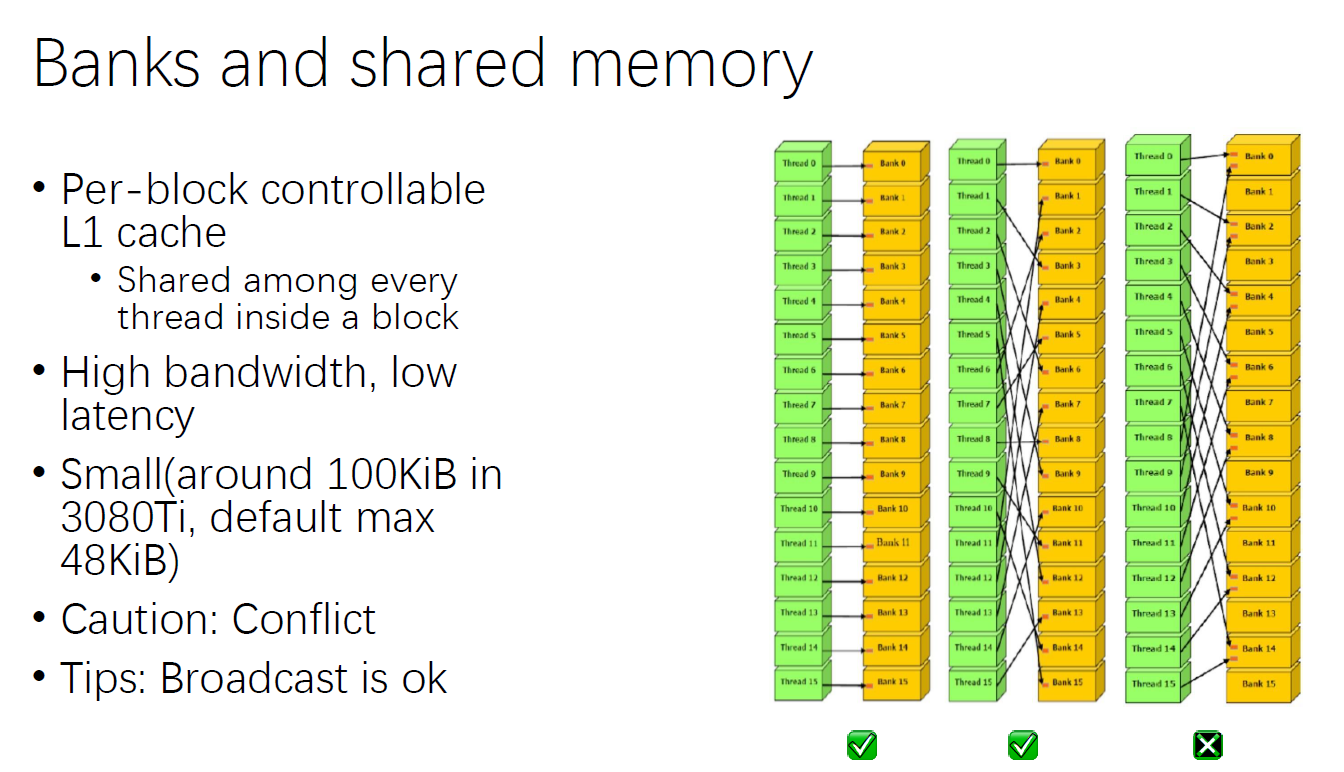 Banks and shared memory
• Per-block controllable
L1 cache
• Shared among every
thread inside a block
• High bandwidth, low
latency
• Small(around 100KiB in
3080Ti, default max
48KiB)
• Caution: Conflict
• Tips: Broadcast is ok
Thread 0
Thread 1
Thread 2
Thread 3
Thread 4
Thread 5
Thread 6
Thread 7
Thread 8
Thread 9
Thread 10
Thread 11
Thread 12
Thread 13
Thread 14
Thread 15
Bank 0
Bank 1
Bank 2
Bank 3
Bank 4
Bank 5
Bank 6
Bank 7
Bank 8
Bank 9
Bank 10
Bank 11
Bank 12
Bank 13
Bank 14
Bank 15
Thread 0
Thread 1
Thread 2
Thread 3
Thread 4
Thread 5
Thread 6
Thread 7
Thread 8
Thread 9
Thread 10
Thread 11
Thread 12
Thread 13
Thread 14
Thread 15
Bank 0
Bank 1
Bank 2
Bank 3
Bank 4
Bank 5
Bank 6
Bank 7
Bank 8
Bank 9
Bank 10
Bank 11
Bank 12
Bank 13
Bank 14
Bank 15
Thread 0
Thread 1
Thread 2
Thread 3
Thread 4
Thread 5
Thread 6
Thread 7
Thread 8
Thread 9
Thread 10
Thread 11
Thread 12
Thread 13
Thread 14
Thread 15
Bank 0
Bank 1
Bank 2
Bank 3
Bank 4
Bank 5
Bank 6
Bank 7
Bank 8
Bank 9
Bank 10
Bank 11
Bank 12
Bank 13
Bank 14
Bank 15